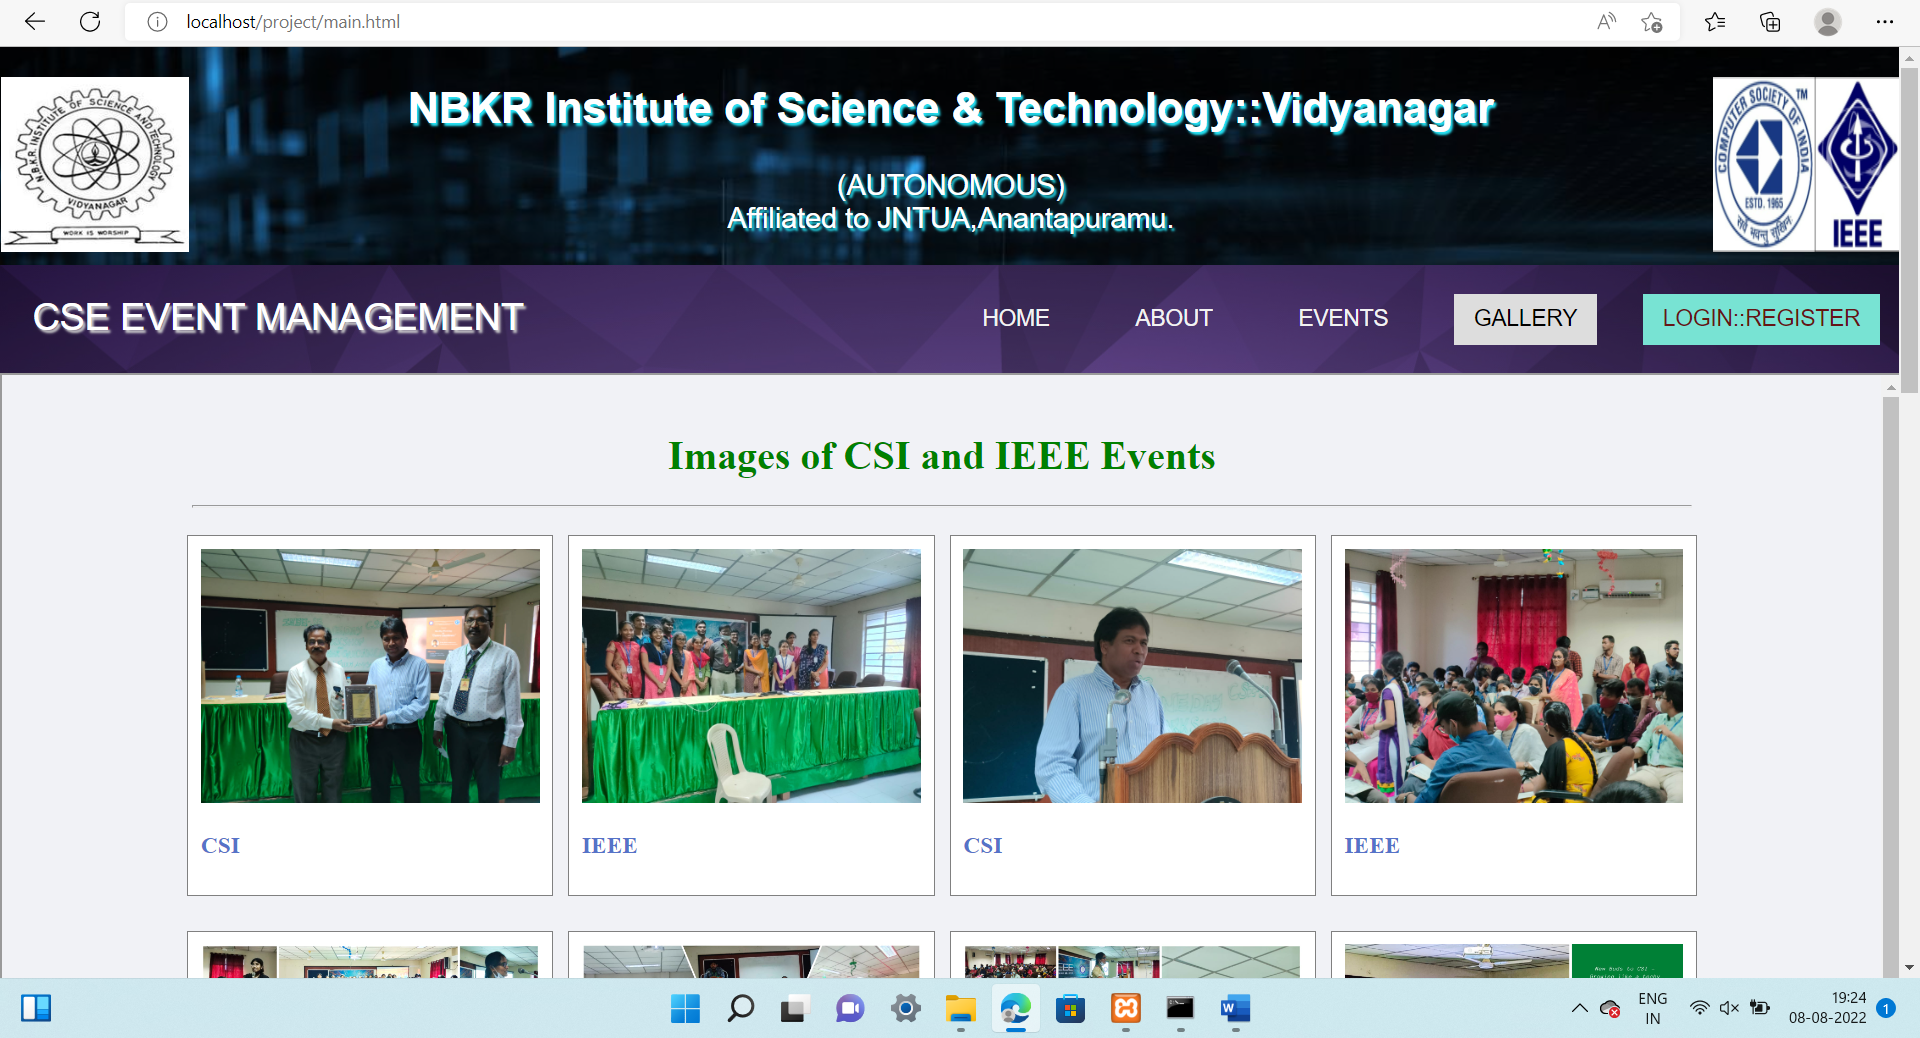 localhost/project/main.html
N.B.K.R. INSTITUTE OF SCIENCE AND TECHNOLOGY
VIDYANAGAR
WORK IS WORSHIP
NBKR Institute of Science & Technology::Vidyanagar
(AUTONOMOUS)
Affiliated to JNTUA,Anantapuramu.
COMPUTER SOCIETY OF INDIA
TM
ESTD. 1965
IEEE
CSE EVENT MANAGEMENT
HOME
ABOUT
EVENTS
GALLERY
LOGIN::REGISTER
Images of CSI and IEEE Events
CSI
IEEE
CSI
IEEE
ENG
IN
19:24
08-08-2022
1